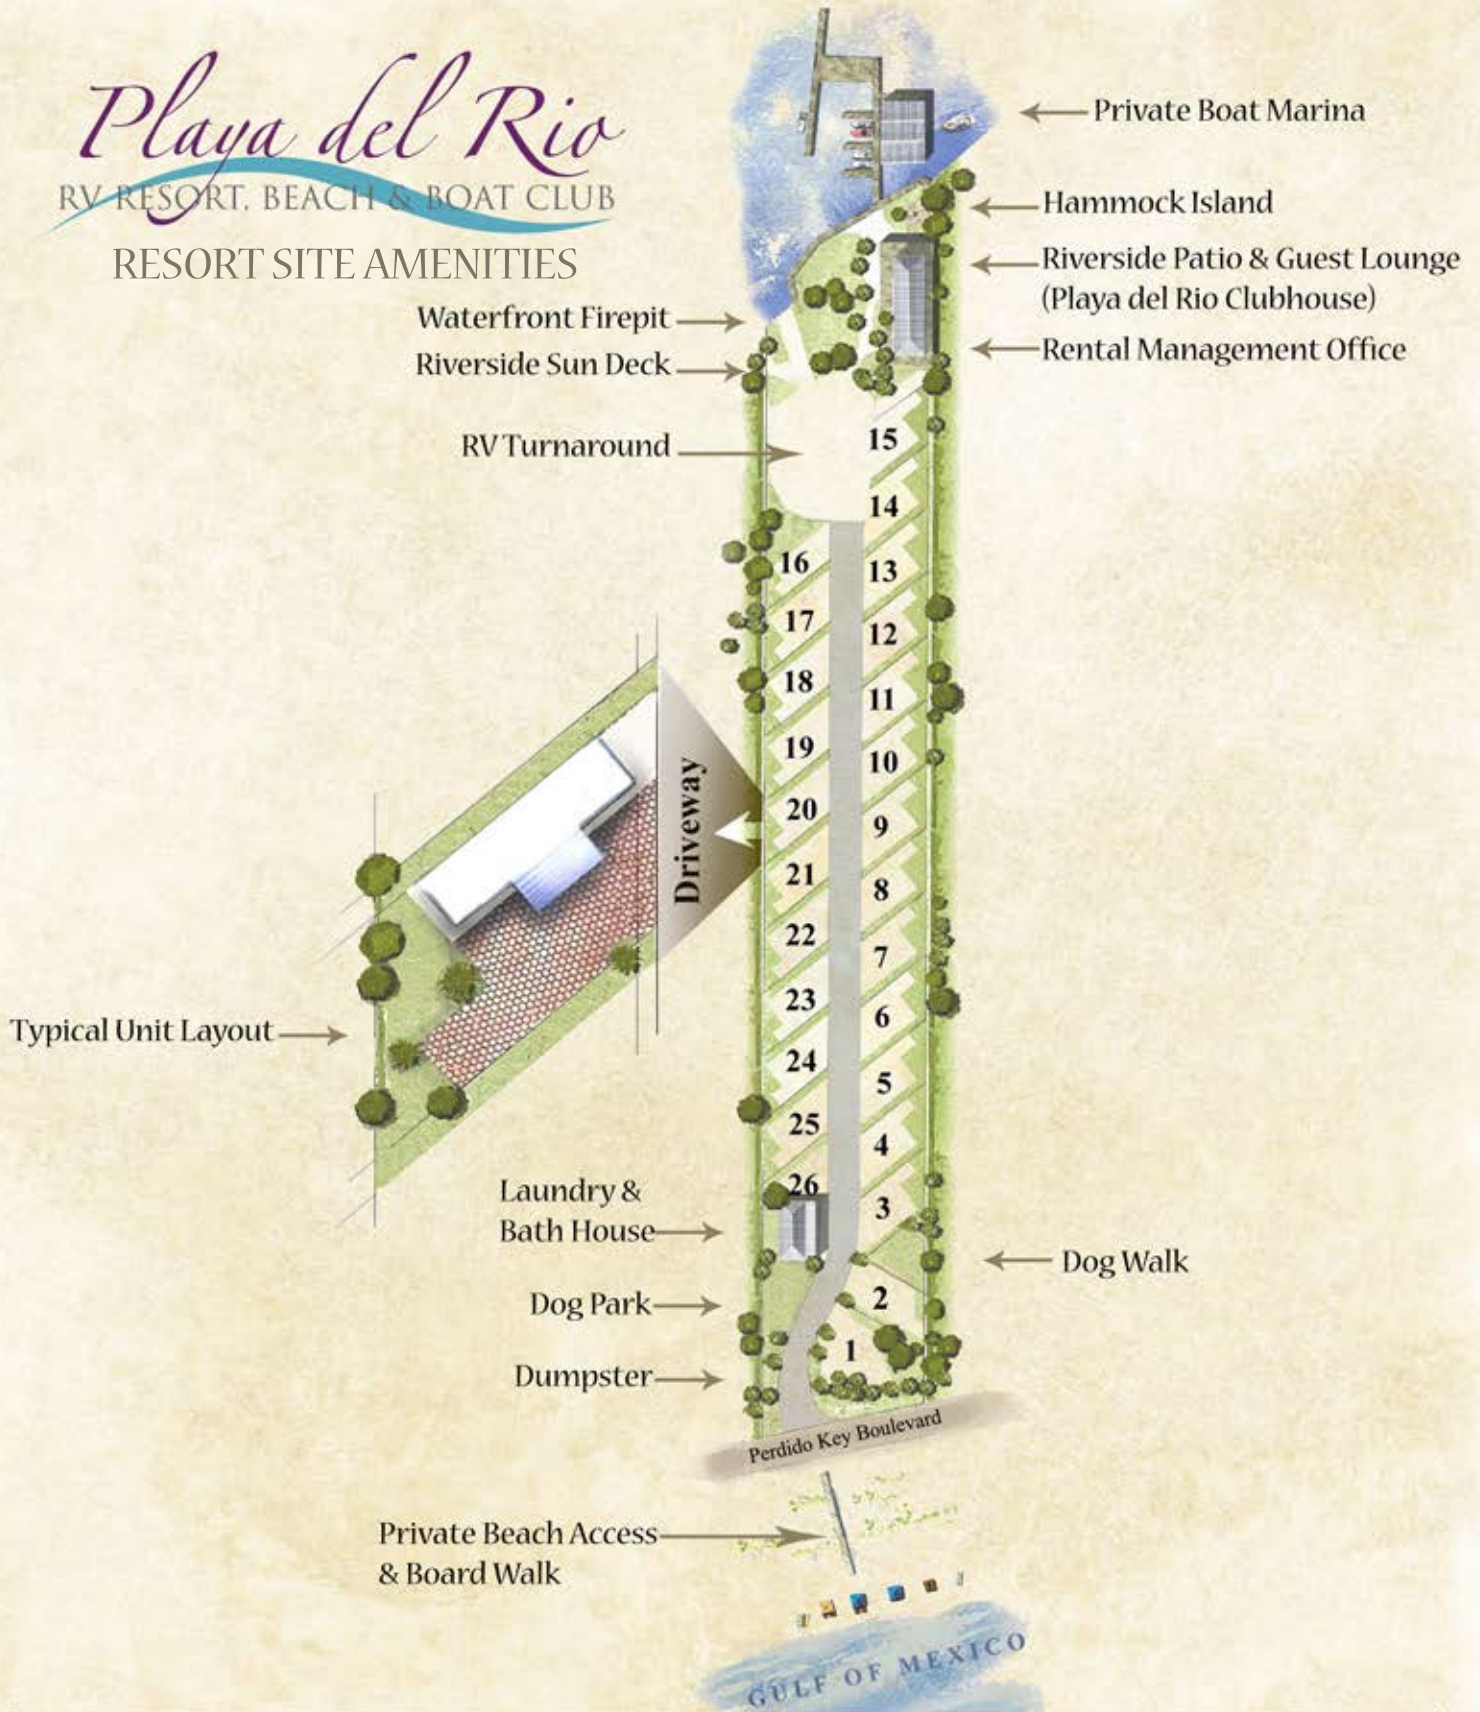 Playa del Rio
RV RESORT, BEACH & BOAT CLUB
RESORT SITE AMENITIES
Private Boat Marina
Hammock Island
Riverside Patio & Guest Lounge
(Playa del Rio Clubhouse)
Rental Management Office
Waterfront Firepit
Riverside Sun Deck
RV Turnaround
15
14
16
13
17
12
18
11
19
10
20
9
21
8
22
7
23
6
24
5
25
4
26
3
2
1
Driveway
Typical Unit Layout
Laundry &
Bath House
Dog Walk
Dog Park
Dumpster
Perdido Key Boulevard
Private Beach Access
& Board Walk
GULF OF MEXICO